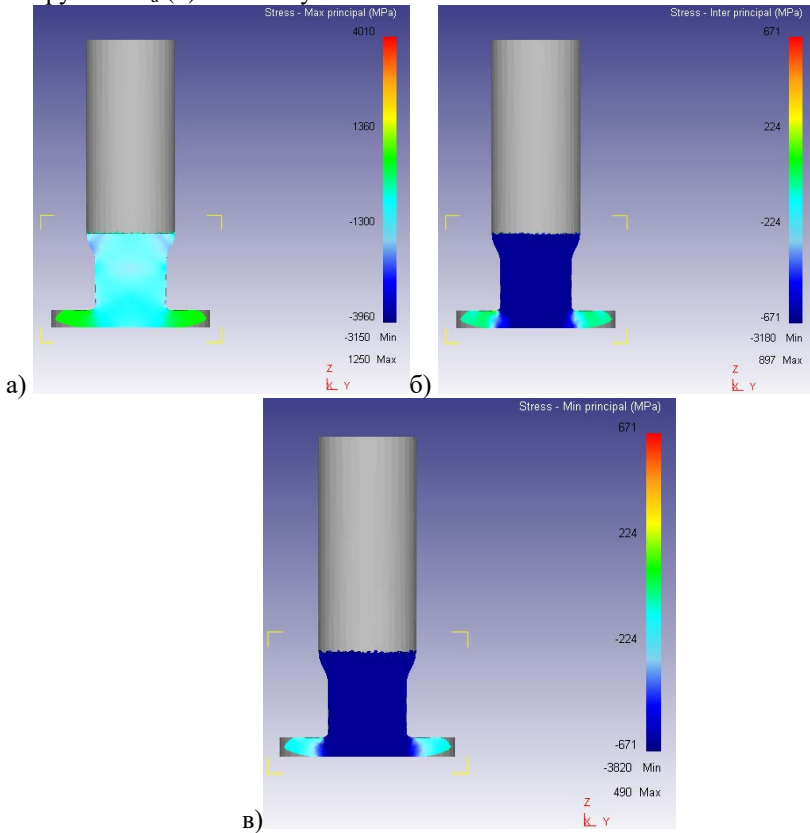 Stress - Max principal (MPa)
4010
1360
-1300
-3960
-3150 Min
1250 Max
Z
X Y
а)
Stress - Inter principal (MPa)
671
224
-224
-671
-3180 Min
897 Max
Z
X Y
б)
Stress - Min principal (MPa)
671
224
-224
-671
-3820 Min
490 Max
Z
X Y
в)